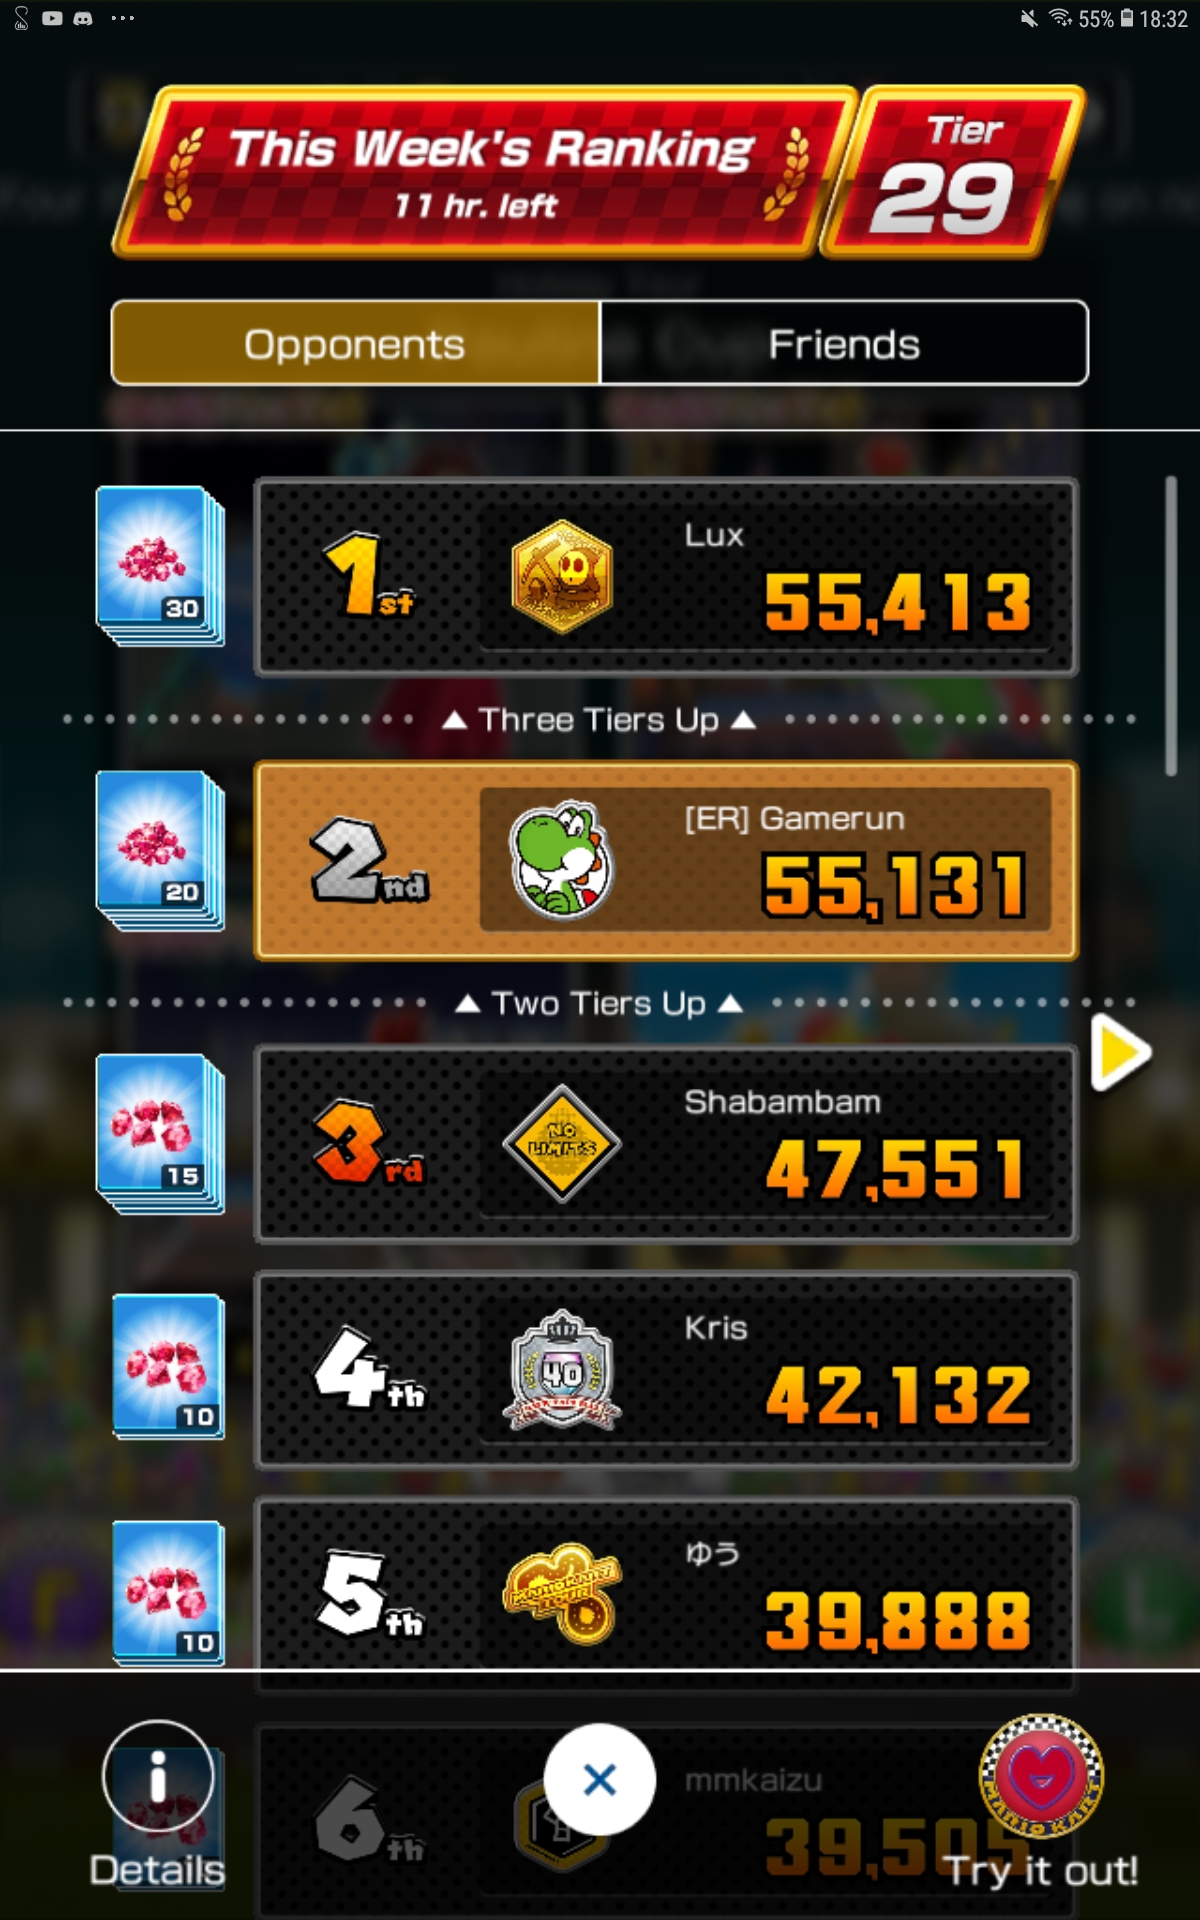 55% 18:32
This Week's Ranking
11 hr. left
Tier
29
Opponents
Friends
30
1st
Lux
55,413
▲ Three Tiers Up ▲
20
2nd
[ER] Gamerun
55,131
▲ Two Tiers Up ▲
15
3rd
NO
LIMITS
Shabambam
47,551
10
4th
40
Kris
42,132
10
5th
MARIOKART
TOUR
ゆう
39,888
6th
mmkaizu
39,505
i
Details
×
MARIO KART
Try it out!